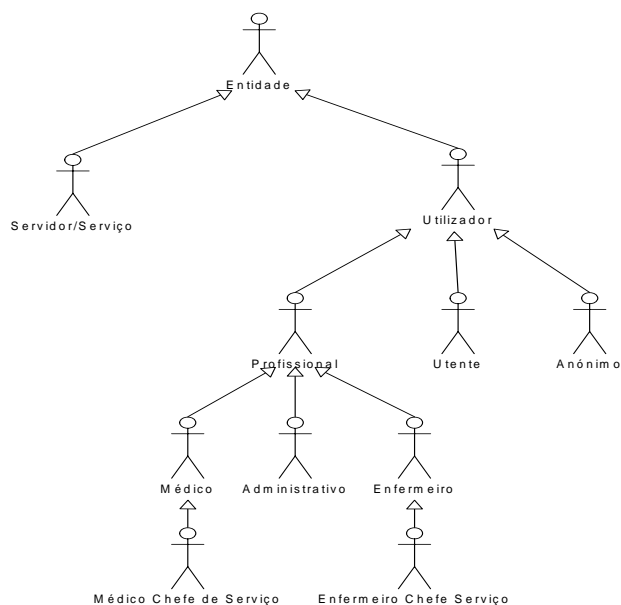 Entidade
Servidor/Serviço
Utilizador
Profissional
Utente
Anónimo
Médico
Administrativo
Enfermeiro
Médico Chefe de Serviço
Enfermeiro Chefe Serviço